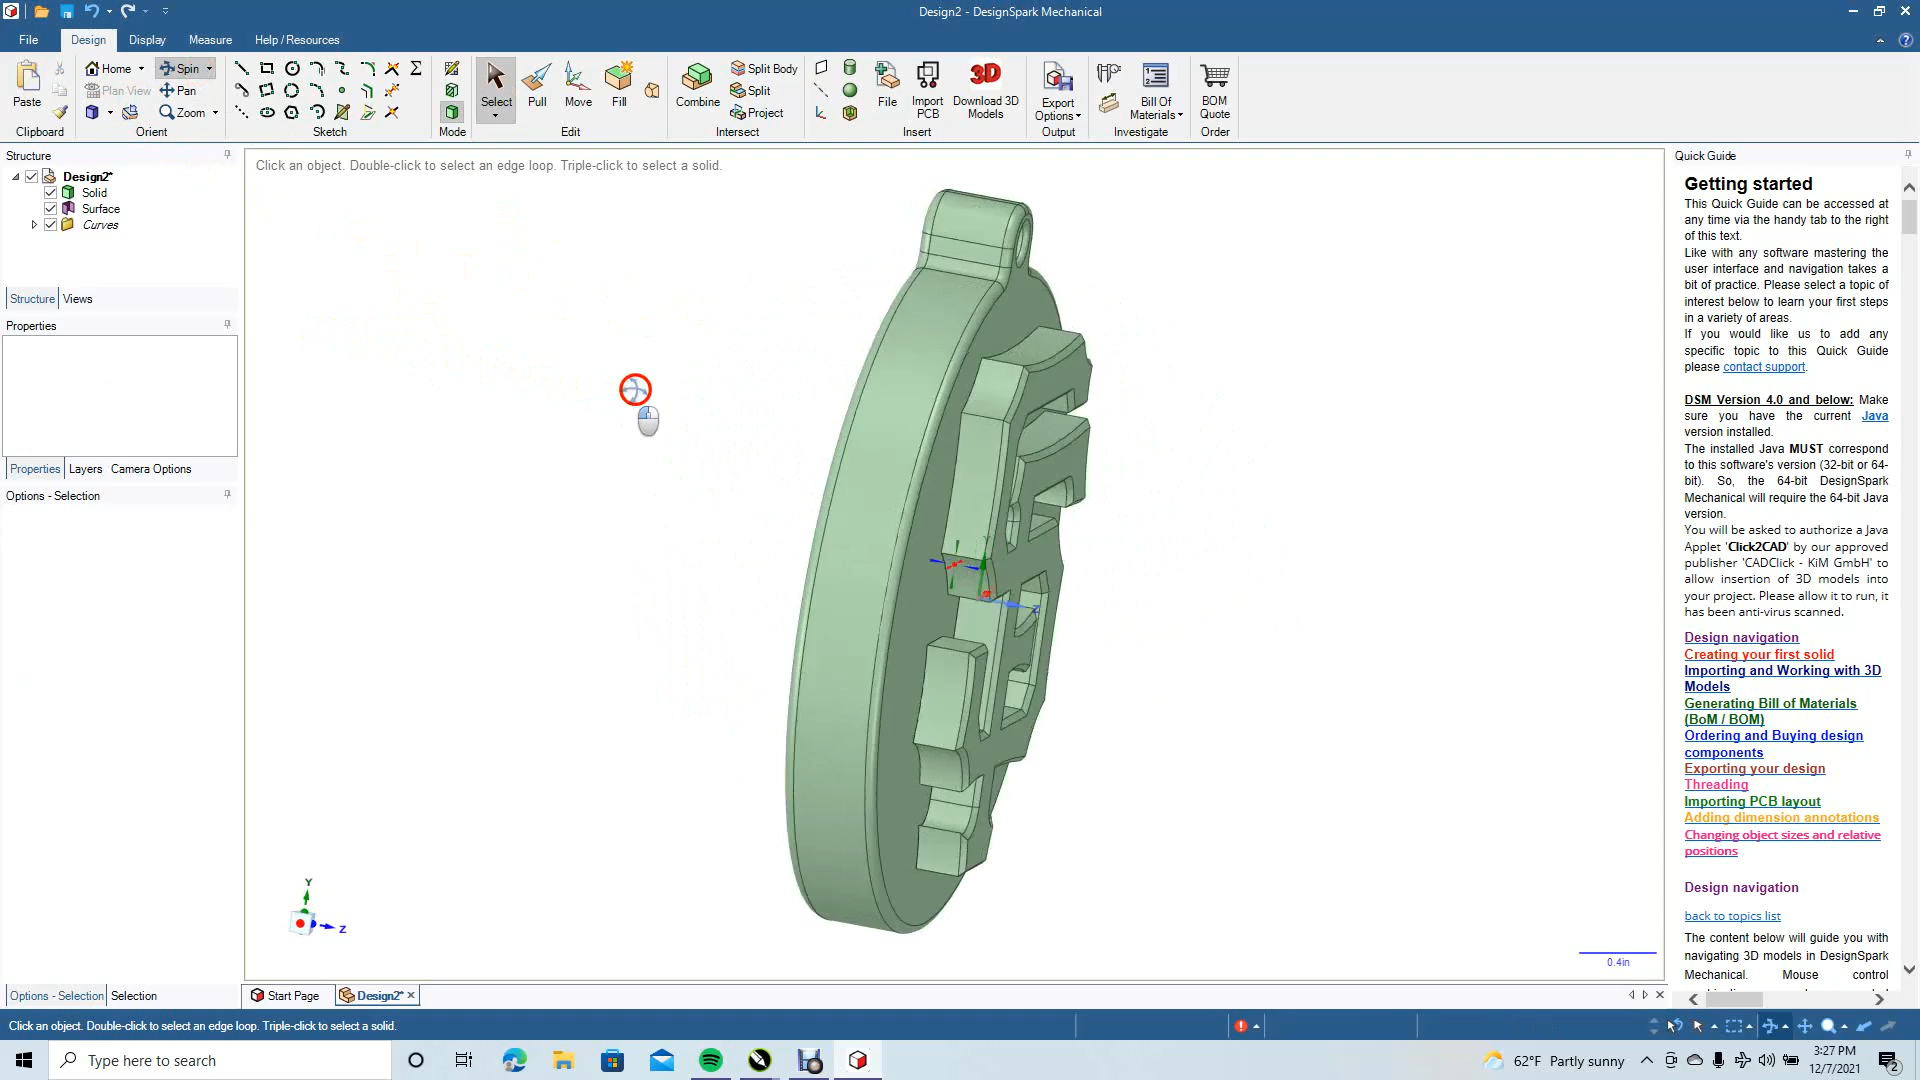 Design2 - DesignSpark Mechanical
File Design Display Measure Help / Resources
Paste
Home Spin
Plan View Pan
Zoom
Select Pull Move Fill
Combine
Split Body
Split
Project
File
Import PCB
Download 3D Models
Export Options
Bill Of Materials
BOM Quote
Clipboard Orient Sketch Mode Edit Intersect Insert Output Investigate Order
Structure
Design2*
Solid
Surface
Curves
Structure Views
Properties
Properties Layers Camera Options
Options - Selection
Click an object. Double-click to select an edge loop. Triple-click to select a solid.
Y
Z
Y
Z
0.4in
Quick Guide
Getting started
This Quick Guide can be accessed at
any time via the handy tab to the right
of this text.
Like with any software mastering the
user interface and navigation takes a
bit of practice. Please select a topic of
interest below to learn your first steps
in a variety of areas.
If you would like us to add any
specific topic to this Quick Guide
please contact support.
DSM Version 4.0 and below: Make
sure you have the current Java
version installed.
The installed Java MUST correspond
to this software's version (32-bit or 64-
bit). So, the 64-bit DesignSpark
Mechanical will require the 64-bit Java
version.
You will be asked to authorize a Java
Applet 'Click2CAD' by our approved
publisher 'CADClick - KiM GmbH' to
allow insertion of 3D models into
your project. Please allow it to run, it
has been anti-virus scanned.
Design navigation
Creating your first solid
Importing and Working with 3D
Models
Generating Bill of Materials
(BoM / BOM)
Ordering and Buying design
components
Exporting your design
Threading
Importing PCB layout
Adding dimension annotations
Changing object sizes and relative
positions
Design navigation
back to topics list
The content below will guide you with
navigating 3D models in DesignSpark
Mechanical. Mouse control
Options - Selection Selection
Start Page Design2*
Click an object. Double-click to select an edge loop. Triple-click to select a solid.
Type here to search
62°F Partly sunny
3:27 PM
12/7/2021
2